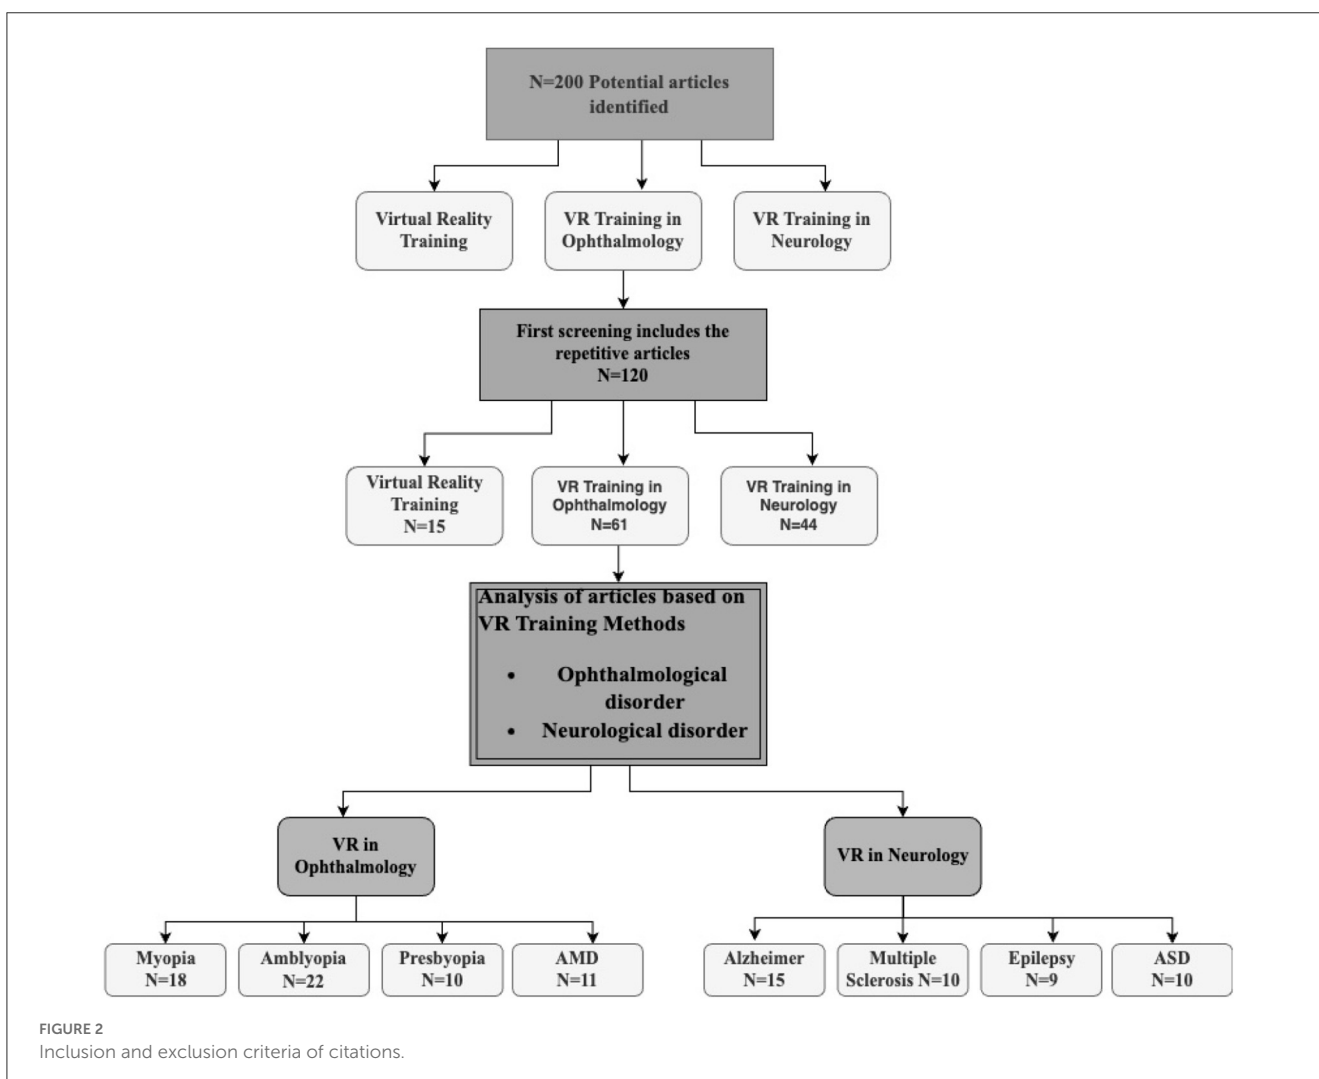 N=200 Potential articles
identified
Virtual Reality
Training
VR Training in
Ophthalmology
VR Training in
Neurology
First screening includes the
repetitive articles
N=120
Virtual Reality
Training
N=15
VR Training in
Ophthalmology
N=61
VR Training in
Neurology
N=44
Analysis of articles based on
VR Training Methods
• Ophthalmological
disorder
• Neurological disorder
VR in
Ophthalmology
VR in Neurology
Myopia
N=18
Amblyopia
N=22
Presbyopia
N=10
AMD
N=11
Alzheimer
N=15
Multiple
Sclerosis N=10
Epilepsy
N=9
ASD
N=10
FIGURE 2
Inclusion and exclusion criteria of citations.